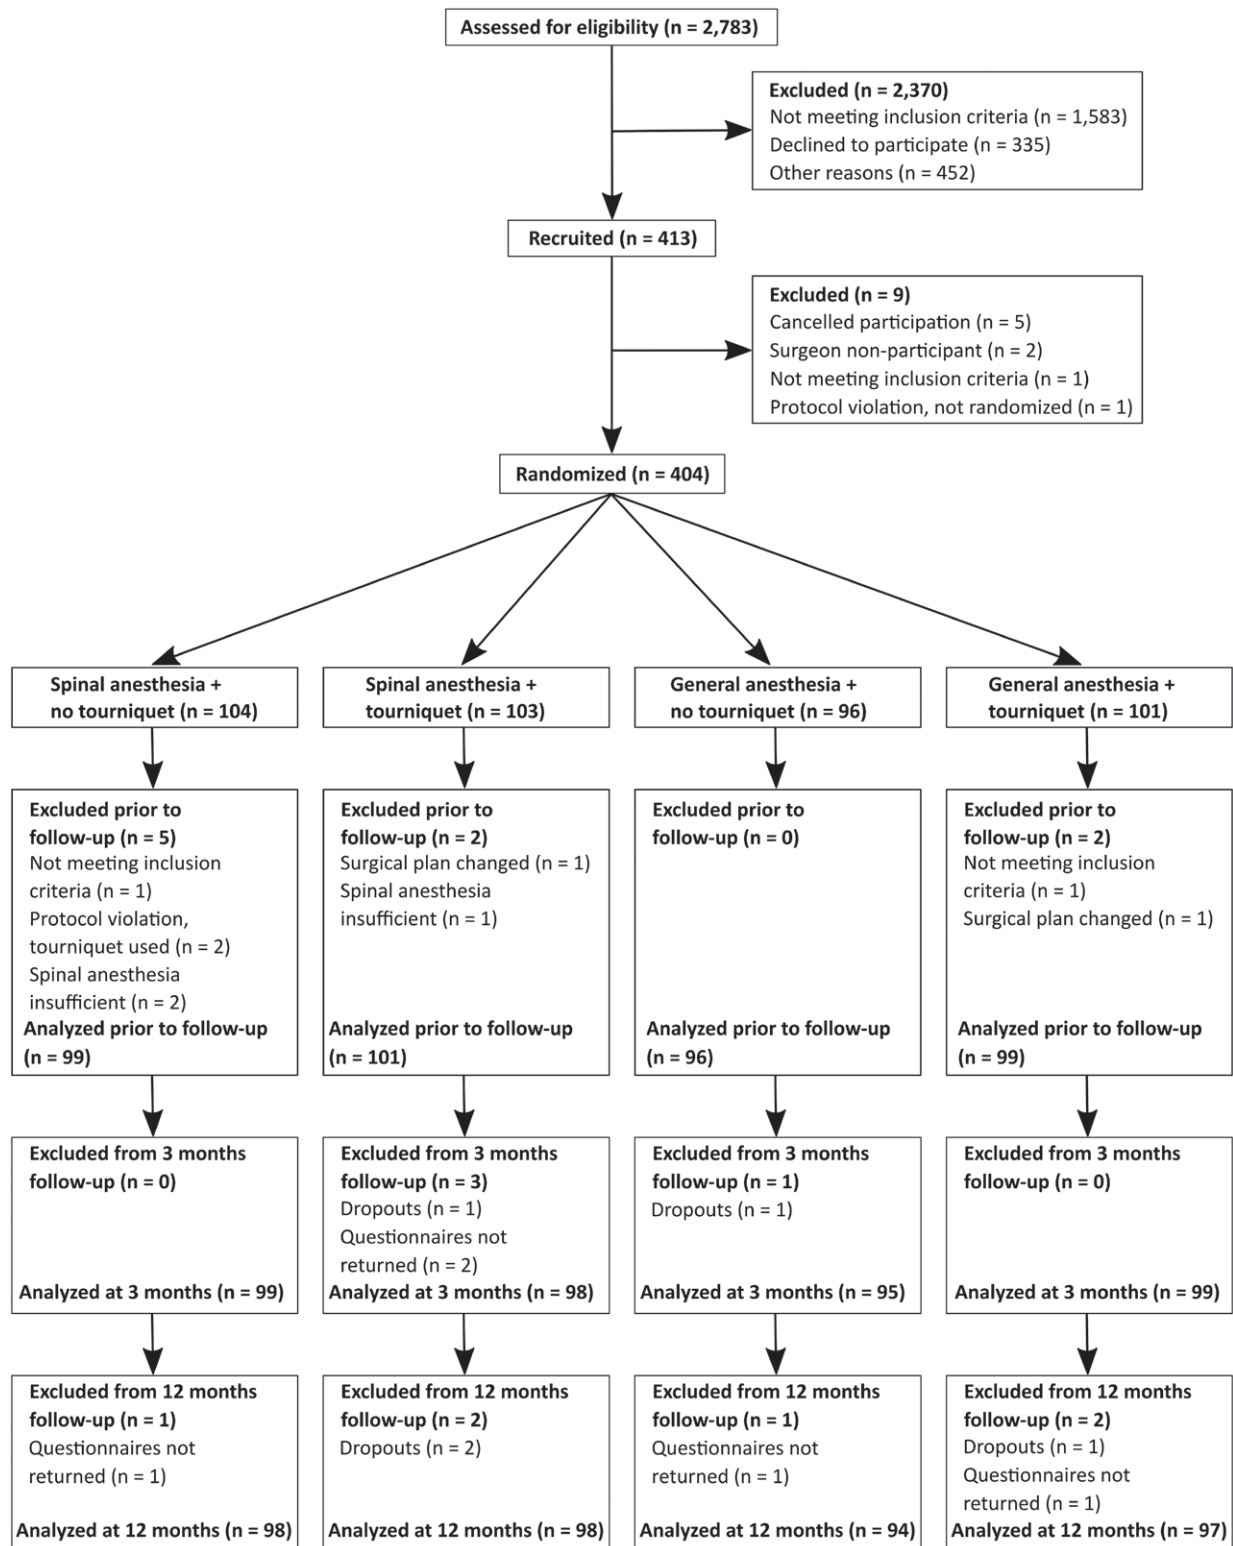 Assessed for eligibility (n = 2,783)
Excluded (n = 2,370)
Not meeting inclusion criteria (n = 1,583)
Declined to participate (n = 335)
Other reasons (n = 452)
Recruited (n = 413)
Excluded (n = 9)
Cancelled participation (n = 5)
Surgeon non-participant (n = 2)
Not meeting inclusion criteria (n = 1)
Protocol violation, not randomized (n = 1)
Randomized (n = 404)
Spinal anesthesia +
no tourniquet (n = 104)
Spinal anesthesia +
tourniquet (n = 103)
General anesthesia +
no tourniquet (n = 96)
General anesthesia +
tourniquet (n = 101)
Excluded prior to
follow-up (n = 5)
Not meeting inclusion
criteria (n = 1)
Protocol violation,
tourniquet used (n = 2)
Spinal anesthesia
insufficient (n = 2)
Analyzed prior to follow-up
(n = 99)
Excluded prior to
follow-up (n = 2)
Surgical plan changed (n = 1)
Spinal anesthesia
insufficient (n = 1)
Analyzed prior to follow-up
(n = 101)
Excluded prior to
follow-up (n = 0)
Analyzed prior to follow-up
(n = 96)
Excluded prior to
follow-up (n = 2)
Not meeting inclusion
criteria (n = 1)
Surgical plan changed (n = 1)
Analyzed prior to follow-up
(n = 99)
Excluded from 3 months
follow-up (n = 0)
Analyzed at 3 months (n = 99)
Excluded from 3 months
follow-up (n = 3)
Dropouts (n = 1)
Questionnaires not
returned (n = 2)
Analyzed at 3 months (n = 98)
Excluded from 3 months
follow-up (n = 1)
Dropouts (n = 1)
Analyzed at 3 months (n = 95)
Excluded from 3 months
follow-up (n = 0)
Analyzed at 3 months (n = 99)
Excluded from 12 months
follow-up (n = 1)
Questionnaires not
returned (n = 1)
Analyzed at 12 months (n = 98)
Excluded from 12 months
follow-up (n = 2)
Dropouts (n = 2)
Analyzed at 12 months (n = 98)
Excluded from 12 months
follow-up (n = 1)
Questionnaires not
returned (n = 1)
Analyzed at 12 months (n = 94)
Excluded from 12 months
follow-up (n = 2)
Dropouts (n = 1)
Questionnaires not
returned (n = 1)
Analyzed at 12 months (n = 97)